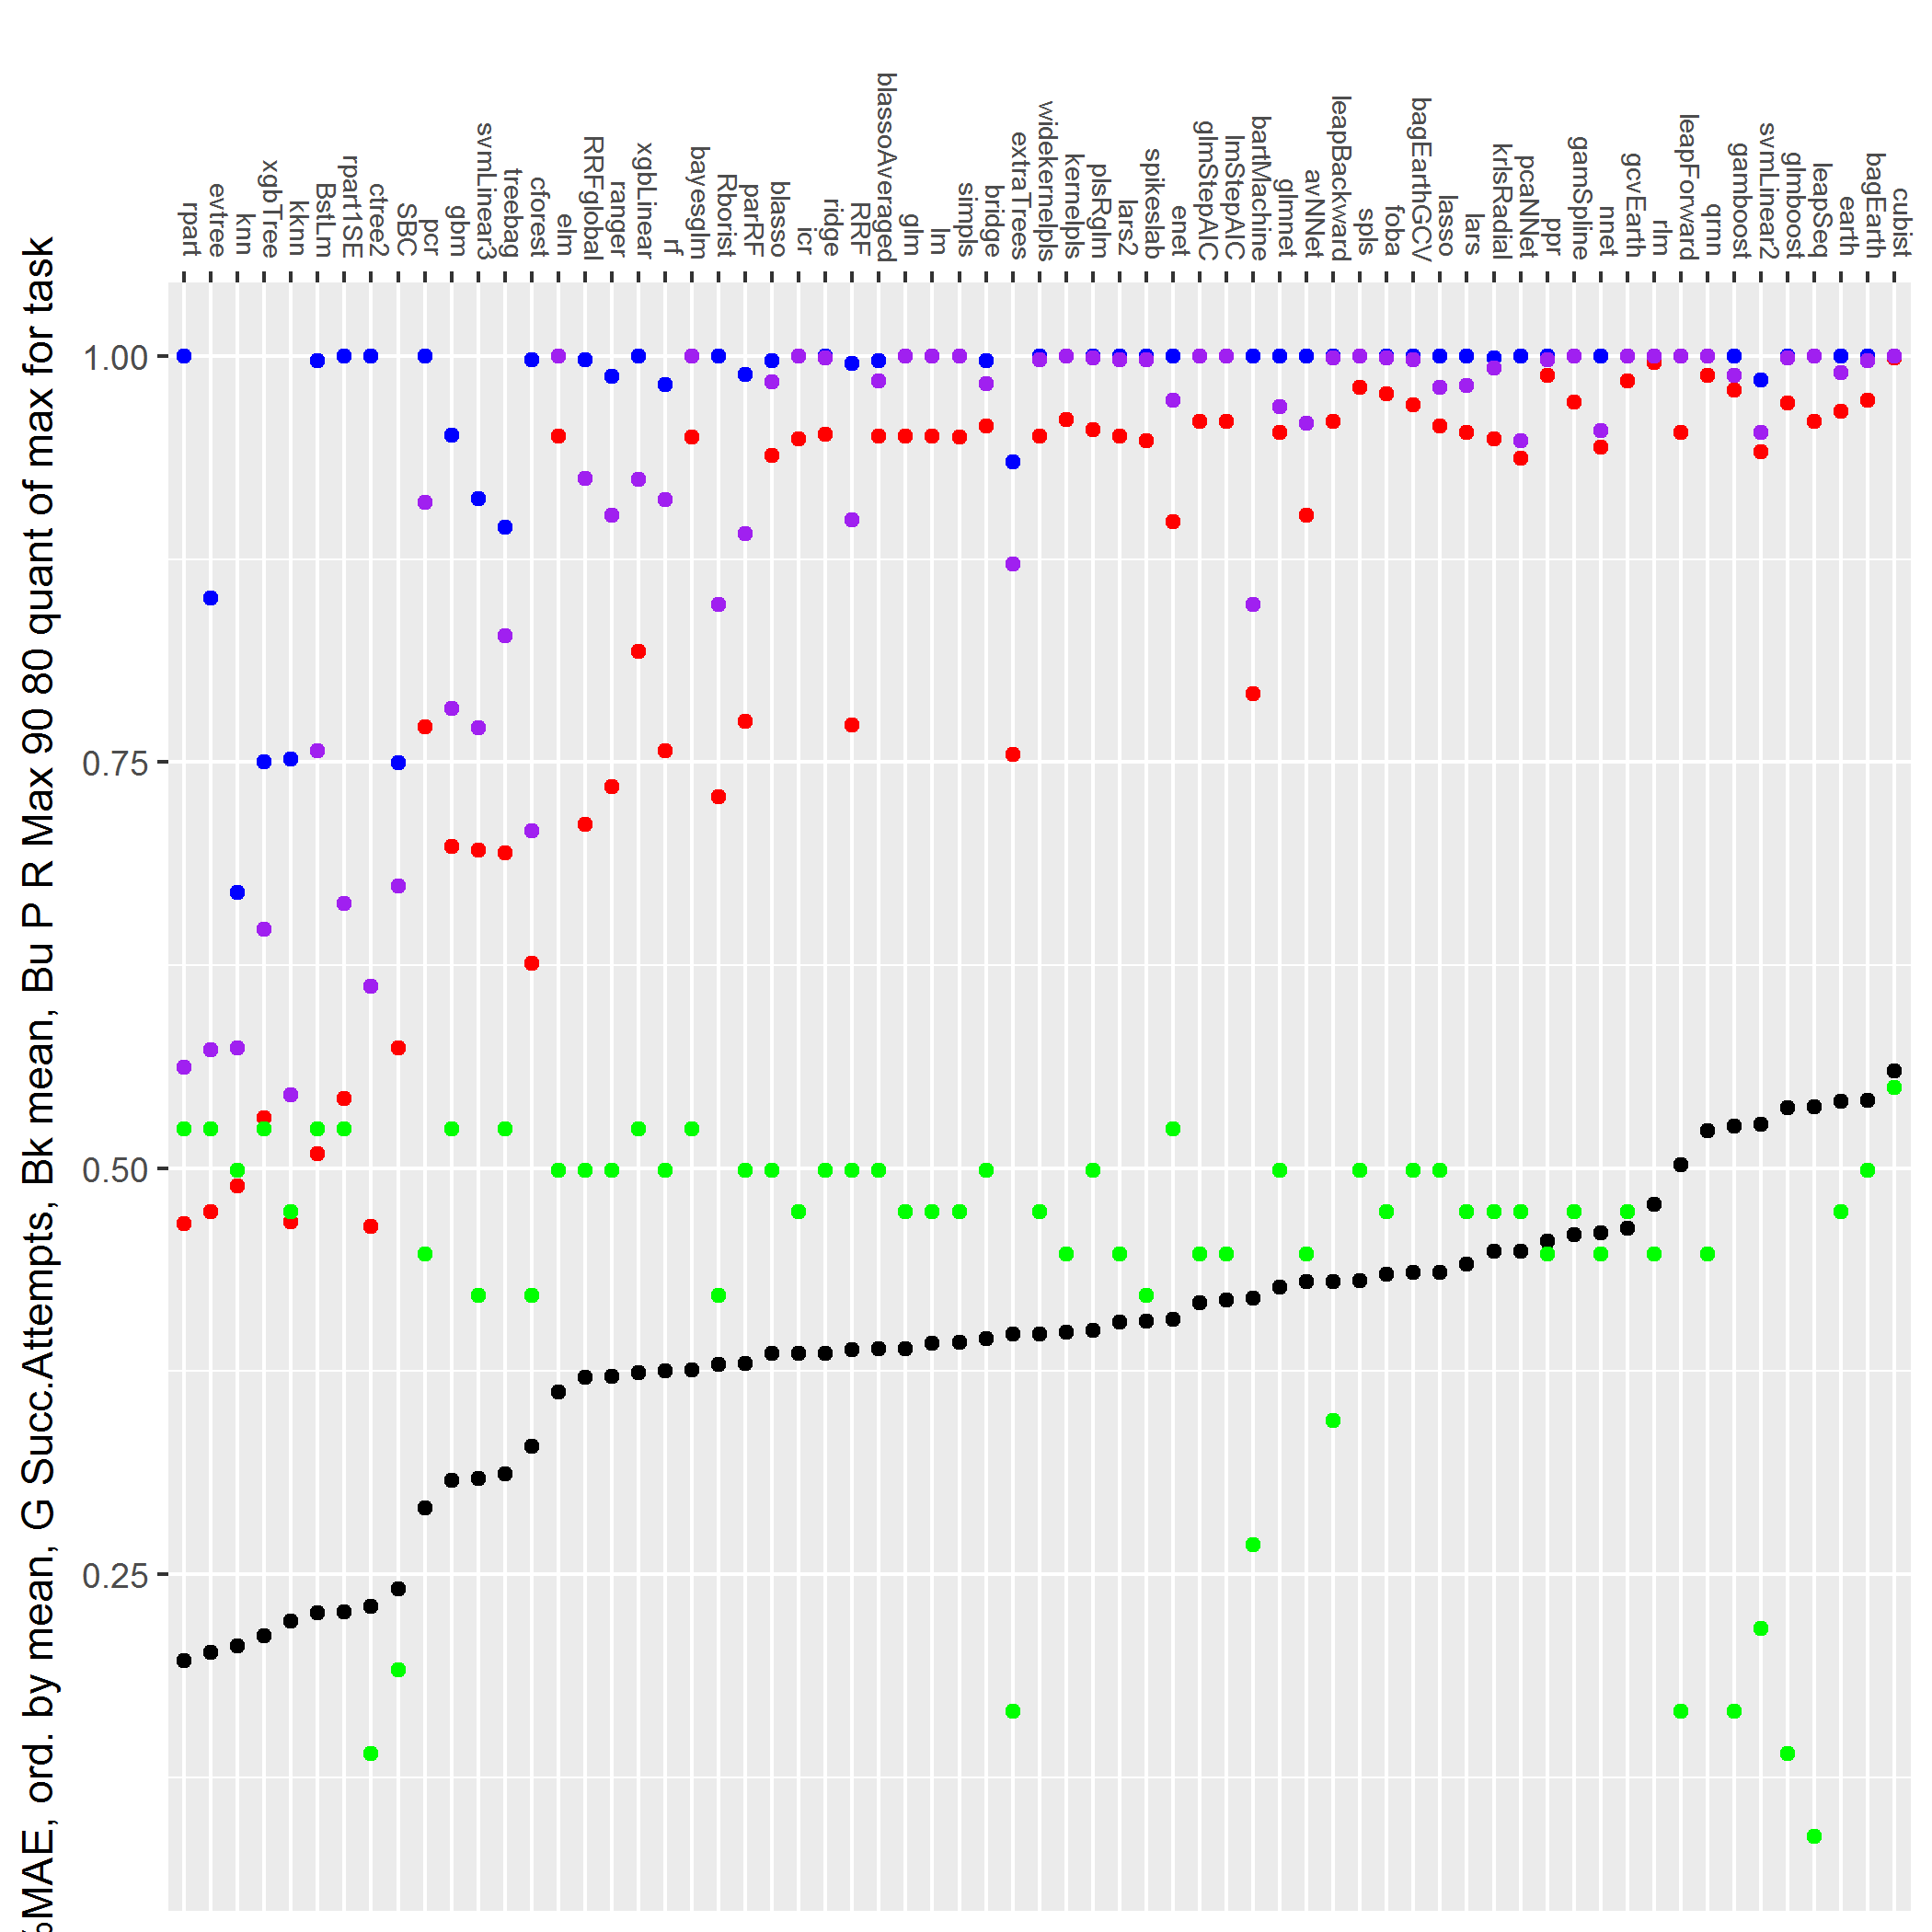 rpart
evtree
knn
xgbTree
kknn
BstLm
rpart1SE
ctree2
SBC
pcr
gbm
svmLinear3
treebag
cforest
elm
RRFglobal
ranger
xgbLinear
rf
bayesglm
Rborist
parRF
blasso
icr
ridge
RRF
blassoAveraged
glm
lm
simpls
bridge
extraTrees
widekernelpls
kernelpls
plsRglm
lars2
spikeslab
enet
glmStepAIC
lmStepAIC
bartMachine
glmnet
avNNet
leapBackward
spls
foba
bagEarthGCV
lasso
lars
krlsRadial
pcaNNet
ppr
gamSpline
nnet
gcvEarth
rlm
leapForward
qrnn
gamboost
svmLinear2
glmboost
leapSeq
earth
bagEarth
cubist
%MAE, ord. by mean, G Succ.Attempts, Bk mean, Bu P R Max 90 80 quant of max for task
1.00
0.75
0.50
0.25